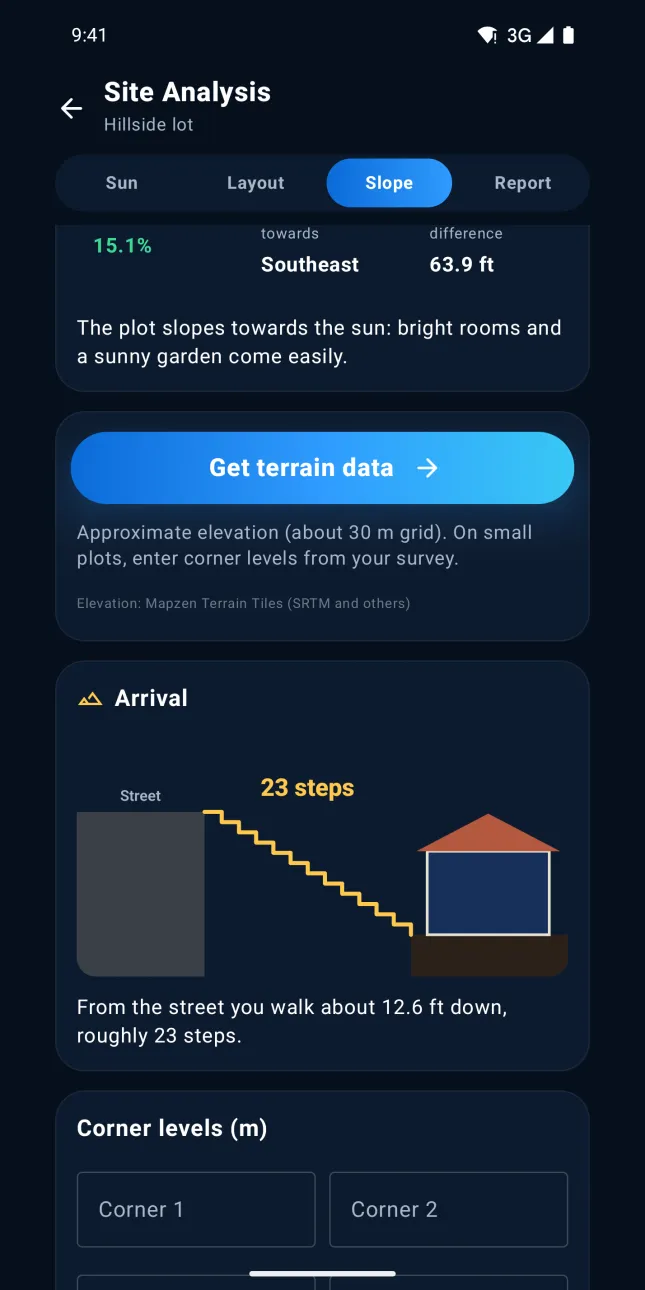 9:41
3G
Site Analysis
Hillside lot
Sun
Layout
Slope
Report
15.1%
towards
Southeast
difference
63.9 ft
The plot slopes towards the sun: bright rooms and
a sunny garden come easily.
Get terrain data
Approximate elevation (about 30 m grid). On small
plots, enter corner levels from your survey.
Elevation: Mapzen Terrain Tiles (SRTM and others)
Arrival
23 steps
Street
From the street you walk about 12.6 ft down,
roughly 23 steps.
Corner levels (m)
Corner 1
Corner 2